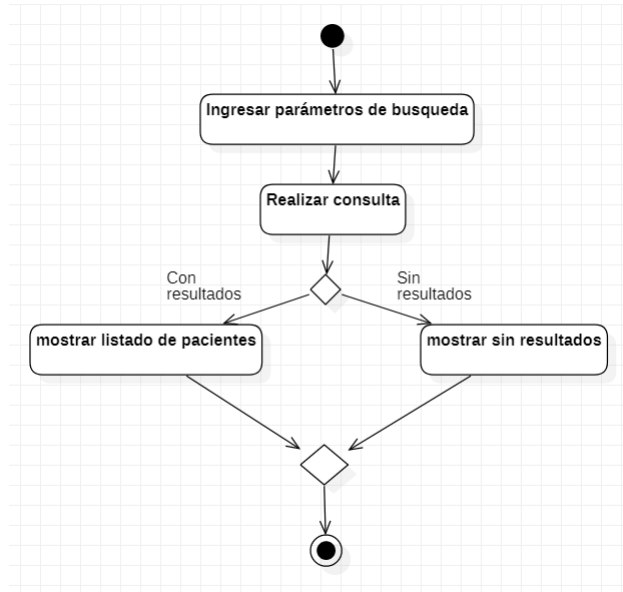 Ingresar parámetros de busqueda
Realizar consulta
Con
resultados
Sin
resultados
mostrar listado de pacientes
mostrar sin resultados